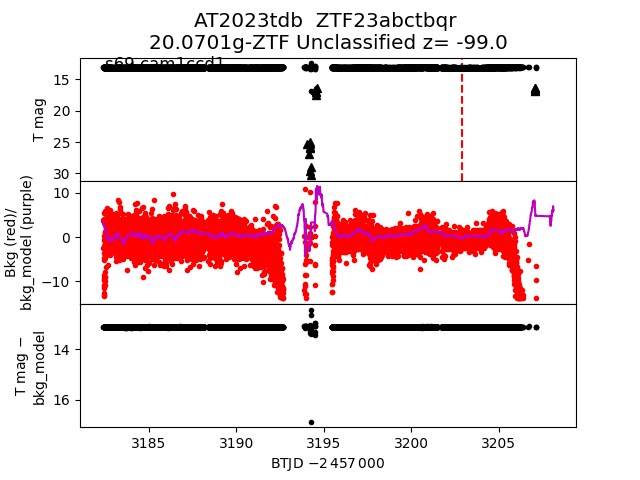 AT2023tdb  ZTF23abctbqr
20.0701g-ZTF Unclassified z= -99.0
s69 cam1ccd1
15
20
25
30
T mag
10
0
−10
Bkg (red)/
bkg_model (purple)
14
16
T mag −
bkg_model
3185
3190
3195
3200
3205
BTJD −2 457 000